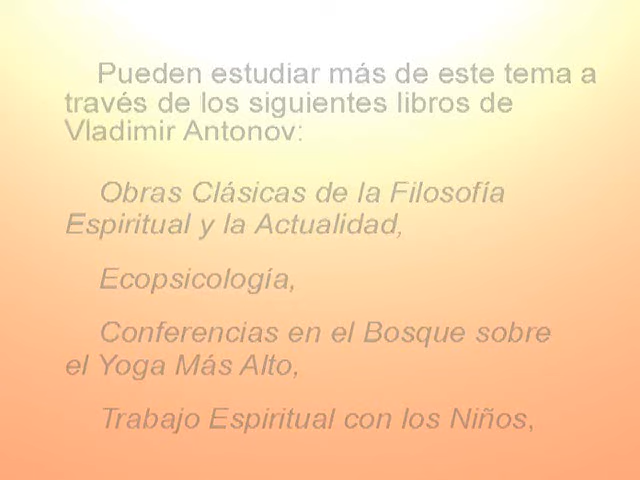 Pueden estudiar más de este tema a
través de los siguientes libros de
Vladimir Antonov:
Obras Clásicas de la Filosofía
Espiritual y la Actualidad,
Ecopsicología,
Conferencias en el Bosque sobre
el Yoga Más Alto,
Trabajo Espiritual con los Niños,